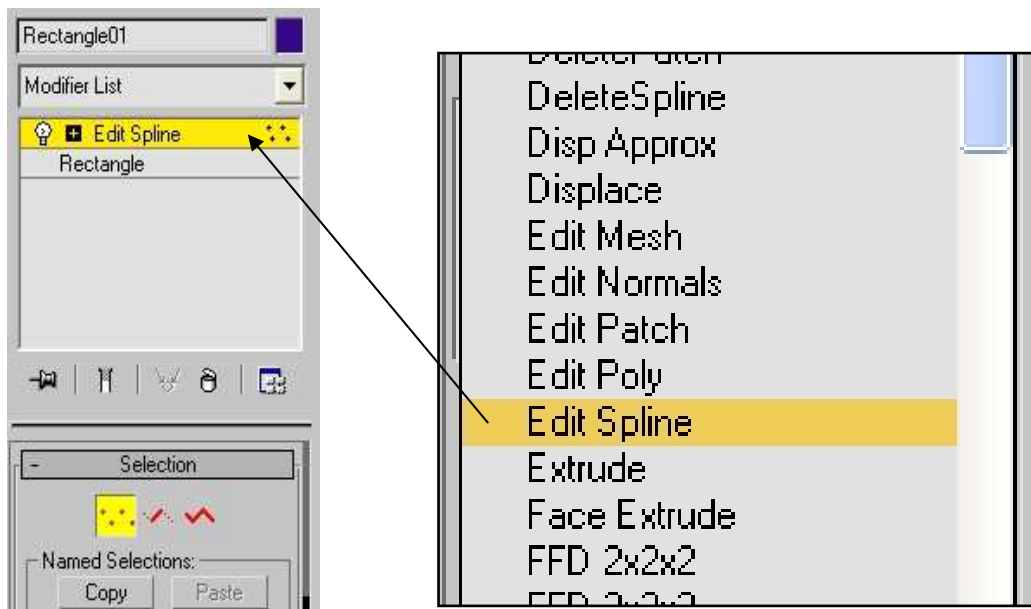 Rectangle01
Modifier List
Edit Spline
Rectangle
Selection
Named Selections:
Copy Paste
DeletePatch
DeleteSpline
Disp Approx
Displace
Edit Mesh
Edit Normals
Edit Patch
Edit Poly
Edit Spline
Extrude
Face Extrude
FFD 2x2x2